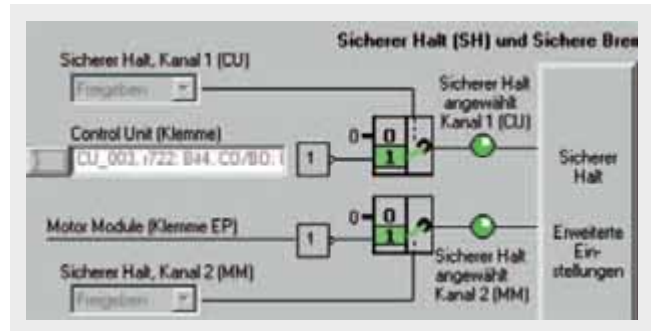 Sicherer Halt (SH) und Sichere Brem
Sicherer Halt, Kanal 1 (CU)
Freigeben
Sicherer Halt
angewählt
Kanal 1 (CU)
Control Unit (Klemme)
CU_003. r722: Bit4. CO/BO:
1
0
0
1
Sicherer
Halt
Motor Module (Klemme EP)
1
0
0
1
Erweiterte
Ein-
stellungen
Sicherer Halt
angewählt
Kanal 2 (MM)
Sicherer Halt, Kanal 2 (MM)
Freigeben